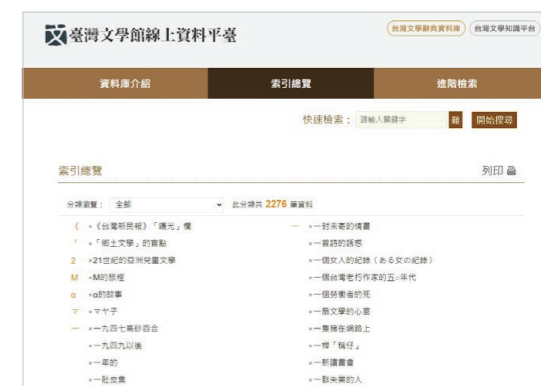 臺灣文學館線上資料平臺
台灣文學辭典資料庫 台灣文學知識平台
資料庫介紹 索引總覽 進階檢索
快速檢索： 請輸入關鍵字 開始搜尋
索引總覽 列印
分類瀏覽： 全部 此分類共 2276 筆資料
《 《台灣新民報》「曙光」欄
「 「鄉土文學」的盲點
2 21世紀的亞洲兒童文學
M M的旅程
α α的故事
マ マヤ子
一 一九四七高砂百合
一九四九以後
一年的
一肚皮集
一 一封未寄的情書
一首詩的誘惑
一個女人的紀錄（ある女の紀錄）
一個台灣老朽作家的五○年代
一個勞動者的死
一扇文學的心窗
一隻豬在網路上
一桿「稱仔」
一新讀書會
一群失業的人